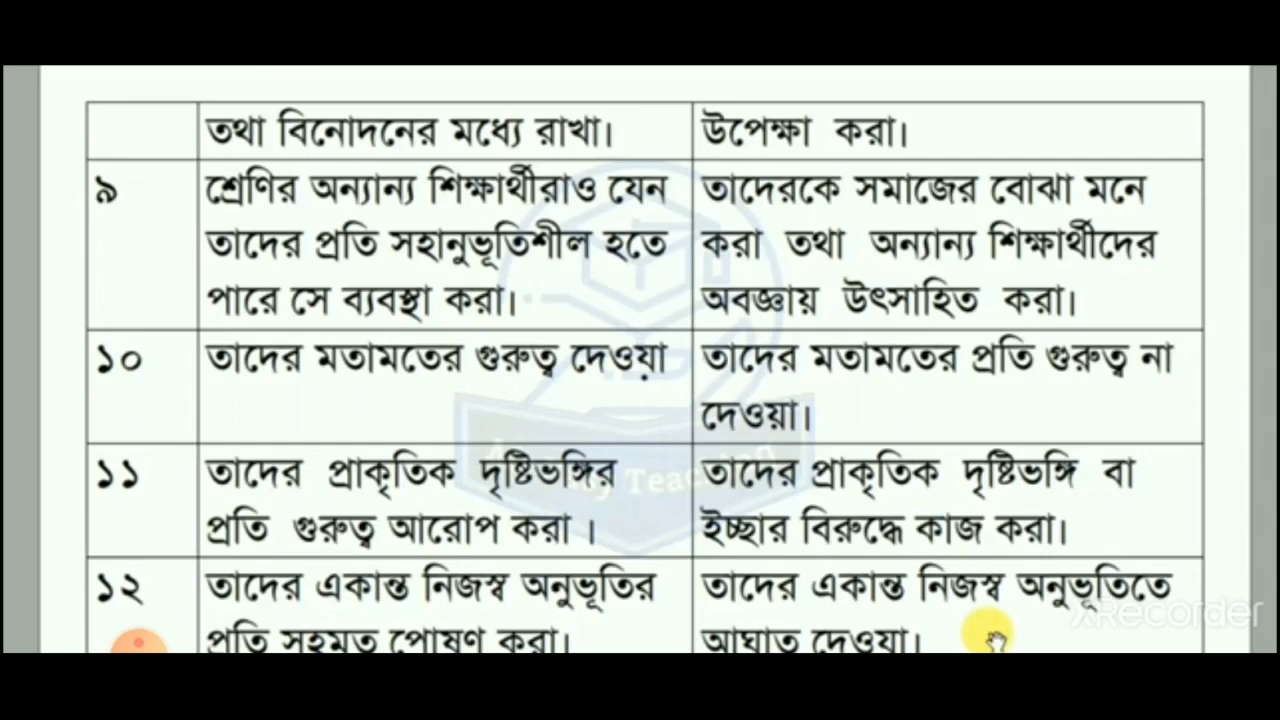 তথা বিনোদনের মধ্যে রাখা।
উপেক্ষা করা।
৯
শ্রেণির অন্যান্য শিক্ষার্থীরাও যেন
তাদের প্রতি সহানুভূতিশীল হতে
পারে সে ব্যবস্থা করা।
তাদেরকে সমাজের বোঝা মনে
করা তথা অন্যান্য শিক্ষার্থীদের
অবজ্ঞায় উৎসাহিত করা।
১০
তাদের মতামতের গুরুত্ব দেওয়া
তাদের মতামতের প্রতি গুরুত্ব না
দেওয়া।
১১
তাদের প্রাকৃতিক দৃষ্টিভঙ্গির
প্রতি গুরুত্ব আরোপ করা ।
তাদের প্রাকৃতিক দৃষ্টিভঙ্গি বা
ইচ্ছার বিরুদ্ধে কাজ করা।
১২
তাদের একান্ত নিজস্ব অনুভূতির
প্রতি সহমত পোষণ করা।
তাদের একান্ত নিজস্ব অনুভূতিতে
আঘাত দেওয়া।
XRecorder